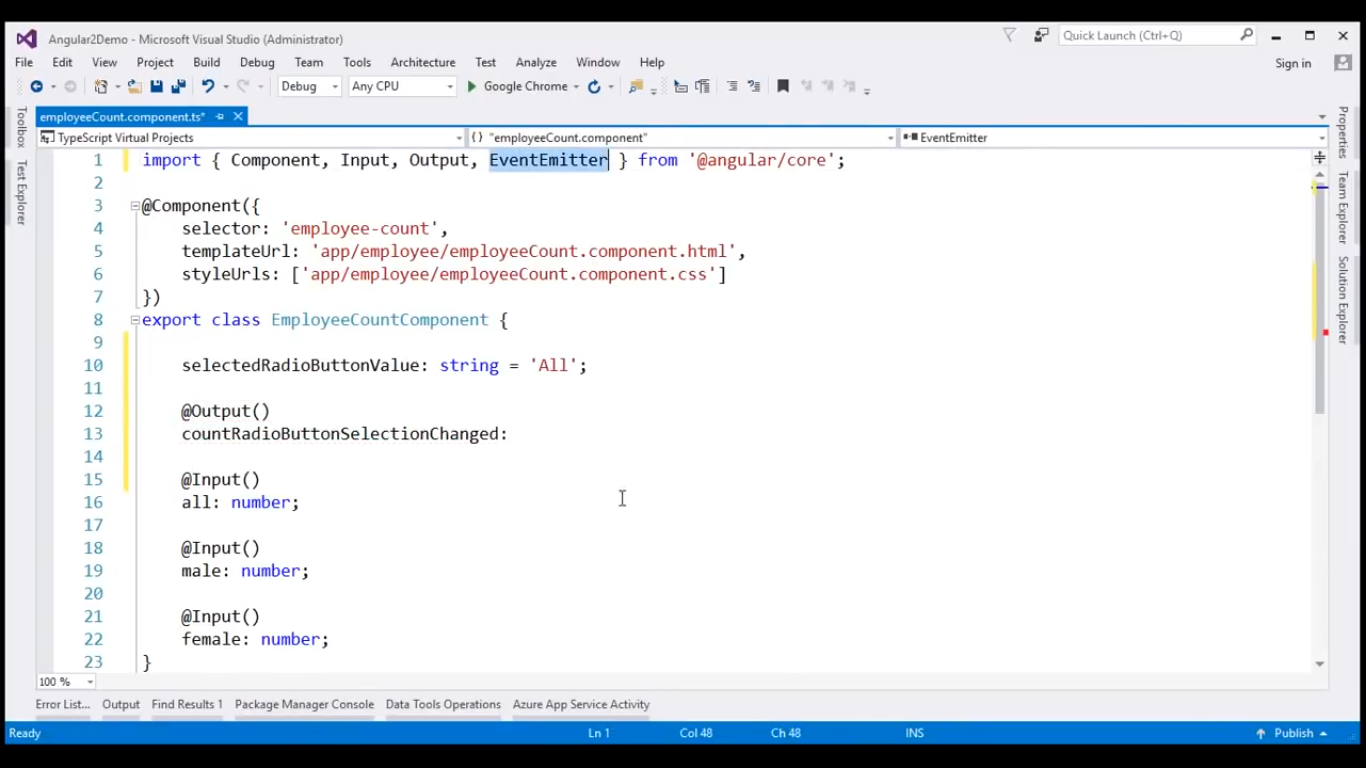 Angular2Demo - Microsoft Visual Studio (Administrator)
Quick Launch (Ctrl+Q)
File Edit View Project Build Debug Team Tools Architecture Test Analyze Window Help
Sign in
Debug Any CPU Google Chrome
employeeCount.component.ts*
TypeScript Virtual Projects {} "employeeCount.component" EventEmitter
1 import { Component, Input, Output, EventEmitter } from '@angular/core';
2
3 @Component({
4 selector: 'employee-count',
5 templateUrl: 'app/employee/employeeCount.component.html',
6 styleUrls: ['app/employee/employeeCount.component.css']
7 })
8 export class EmployeeCountComponent {
9
10 selectedRadioButtonValue: string = 'All';
11
12 @Output()
13 countRadioButtonSelectionChanged:
14
15 @Input()
16 all: number;
17
18 @Input()
19 male: number;
20
21 @Input()
22 female: number;
23 }
Toolbox
Test Explorer
Properties
Team Explorer
Solution Explorer
100 %
Error List... Output Find Results 1 Package Manager Console Data Tools Operations Azure App Service Activity
Ready Ln 1 Col 48 Ch 48 INS Publish